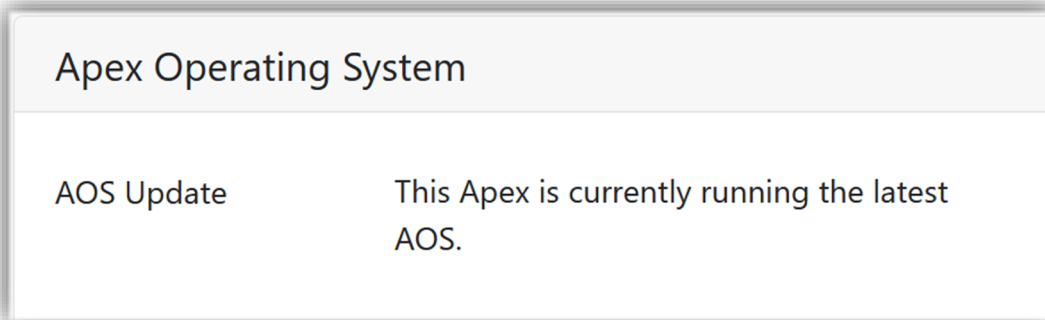 Apex Operating System
AOS Update
This Apex is currently running the latest
AOS.